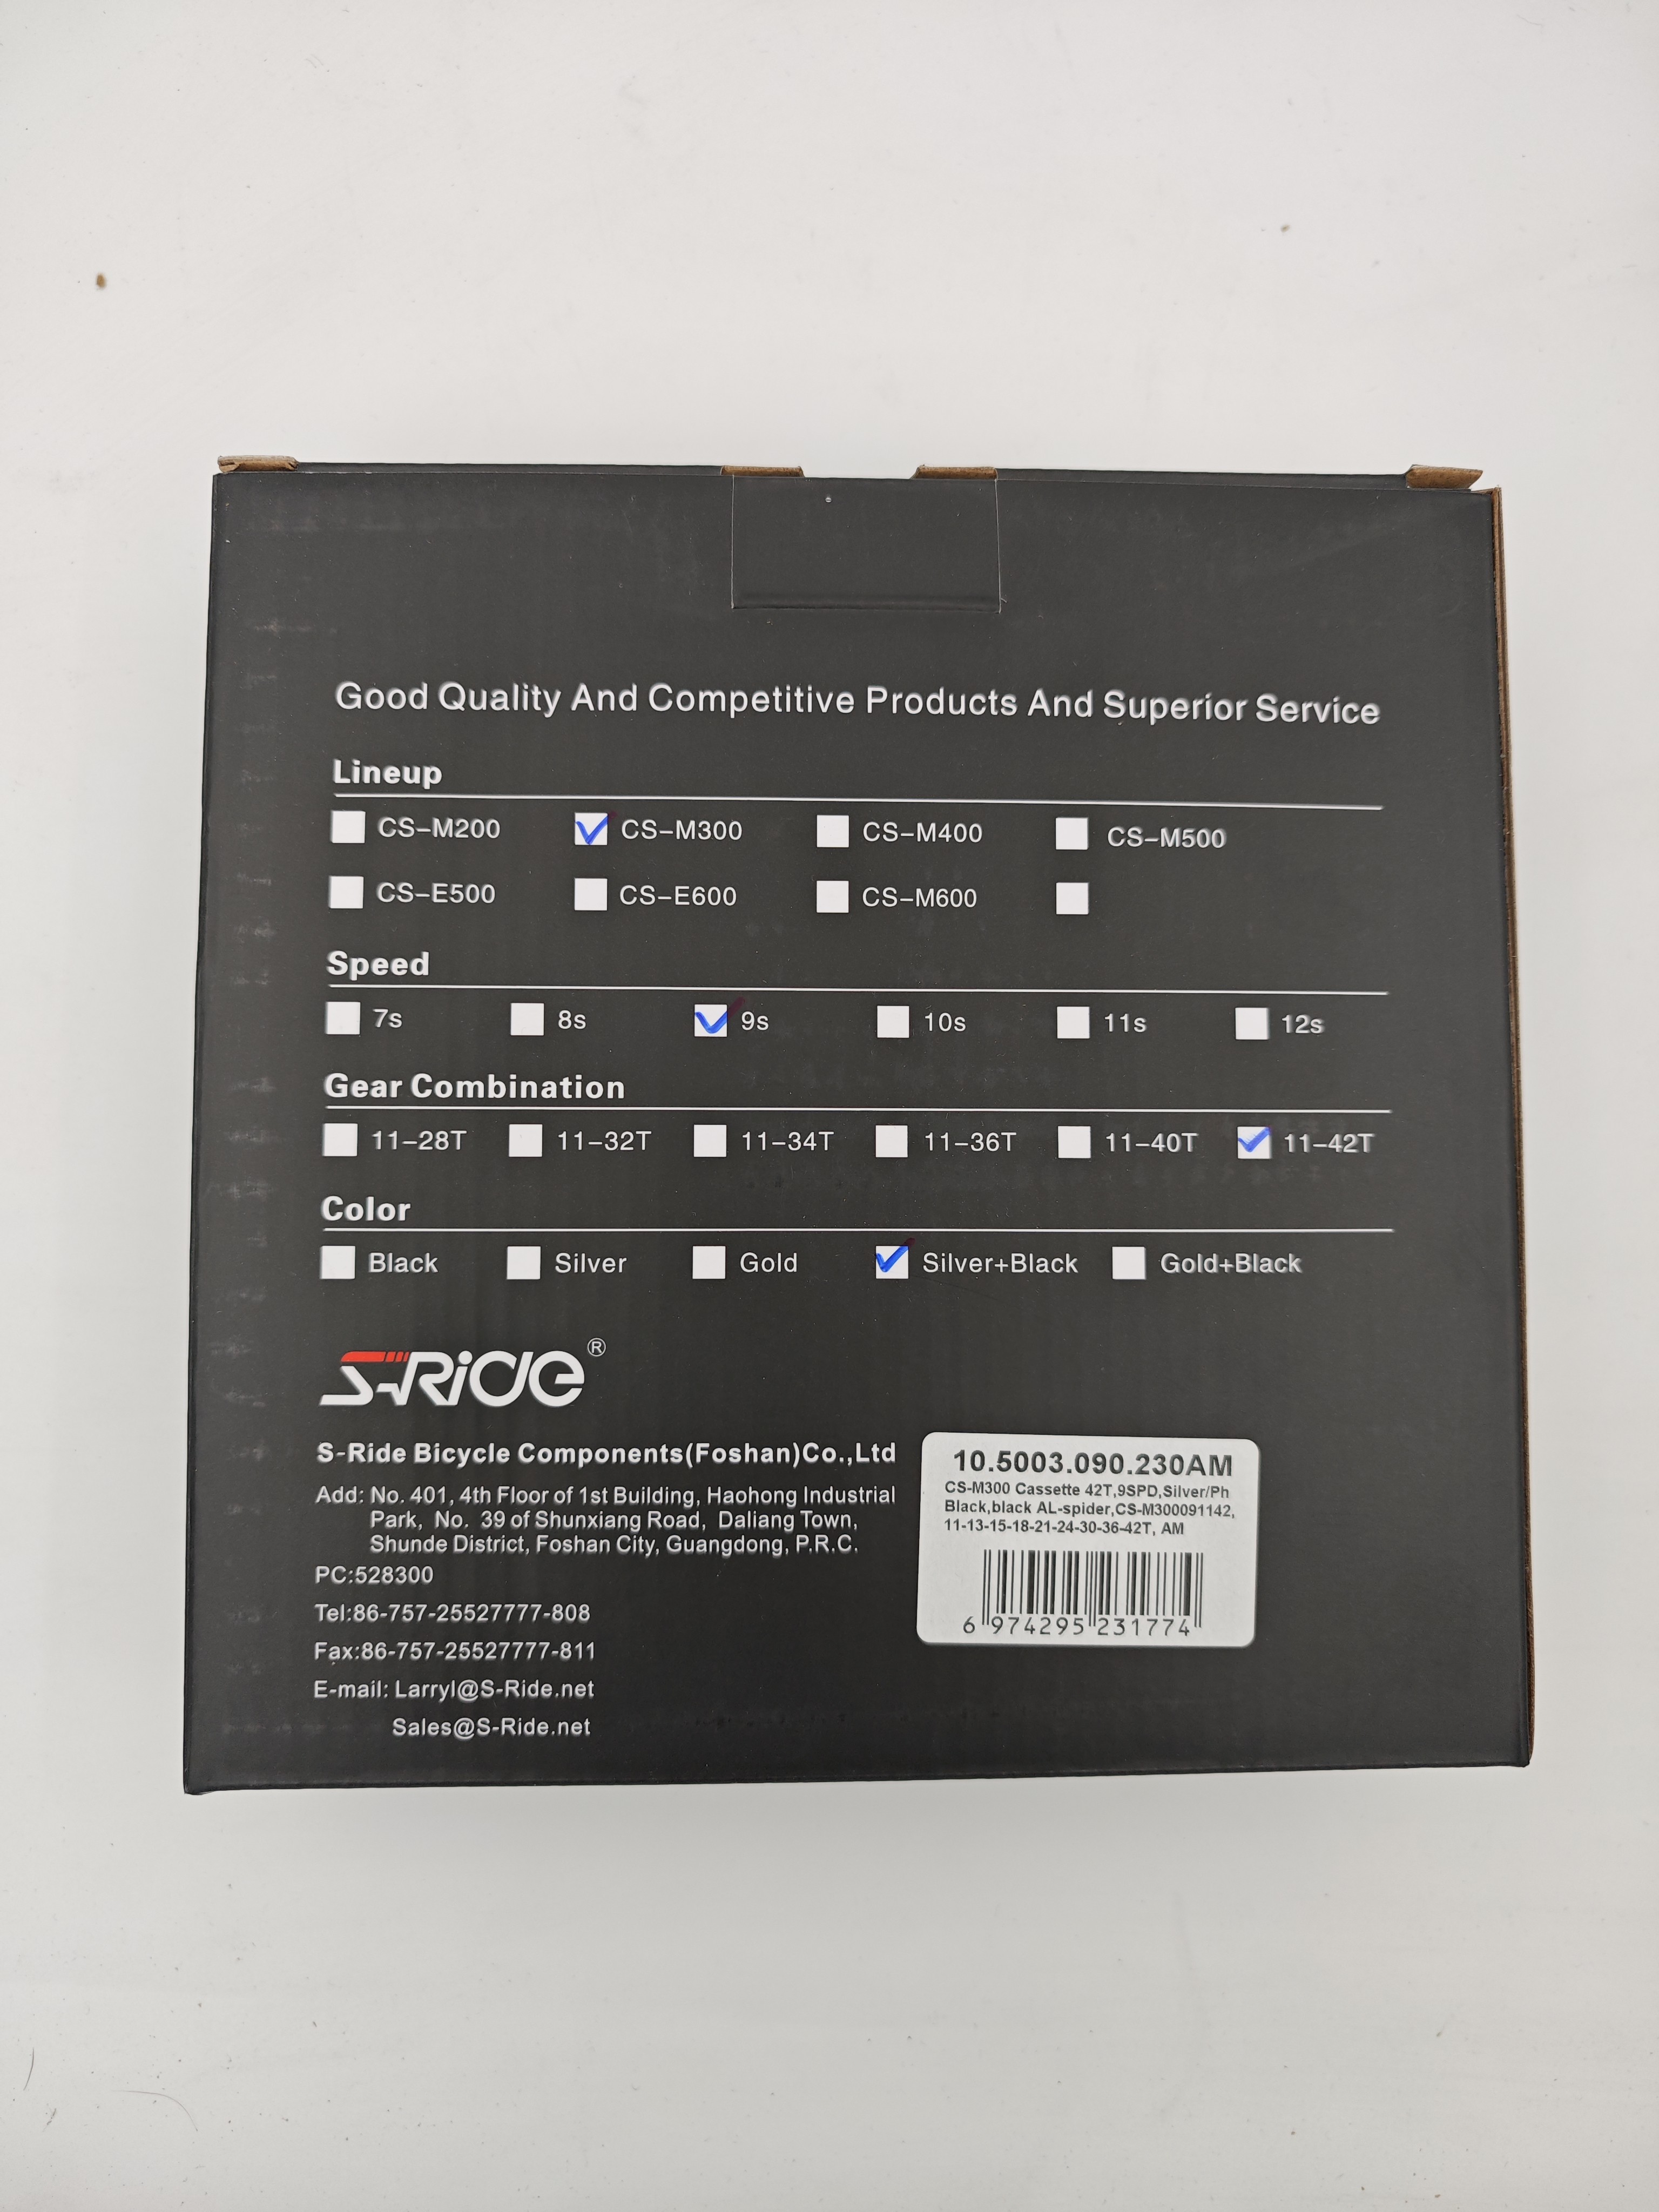 Good Quality And Competitive Products And Superior Service
Lineup
CS-M200 CS-M300 CS-M400 CS-M500
CS-E500 CS-E600 CS-M600
Speed
7s 8s 9s 10s 11s 12s
Gear Combination
11-28T 11-32T 11-34T 11-36T 11-40T 11-42T
Color
Black Silver Gold Silver+Black Gold+Black
S-RIDE®
S-Ride Bicycle Components(Foshan)Co.,Ltd
Add: No. 401, 4th Floor of 1st Building, Haohong Industrial
Park, No. 39 of Shunxiang Road, Daliang Town,
Shunde District, Foshan City, Guangdong, P.R.C.
PC:528300
Tel:86-757-25527777-808
Fax:86-757-25527777-811
E-mail: Larryl@S-Ride.net
Sales@S-Ride.net
10.5003.090.230AM
CS-M300 Cassette 42T,9SPD,Silver/Ph
Black,black AL-spider,CS-M300091142,
11-13-15-18-21-24-30-36-42T, AM
6 974295 231774